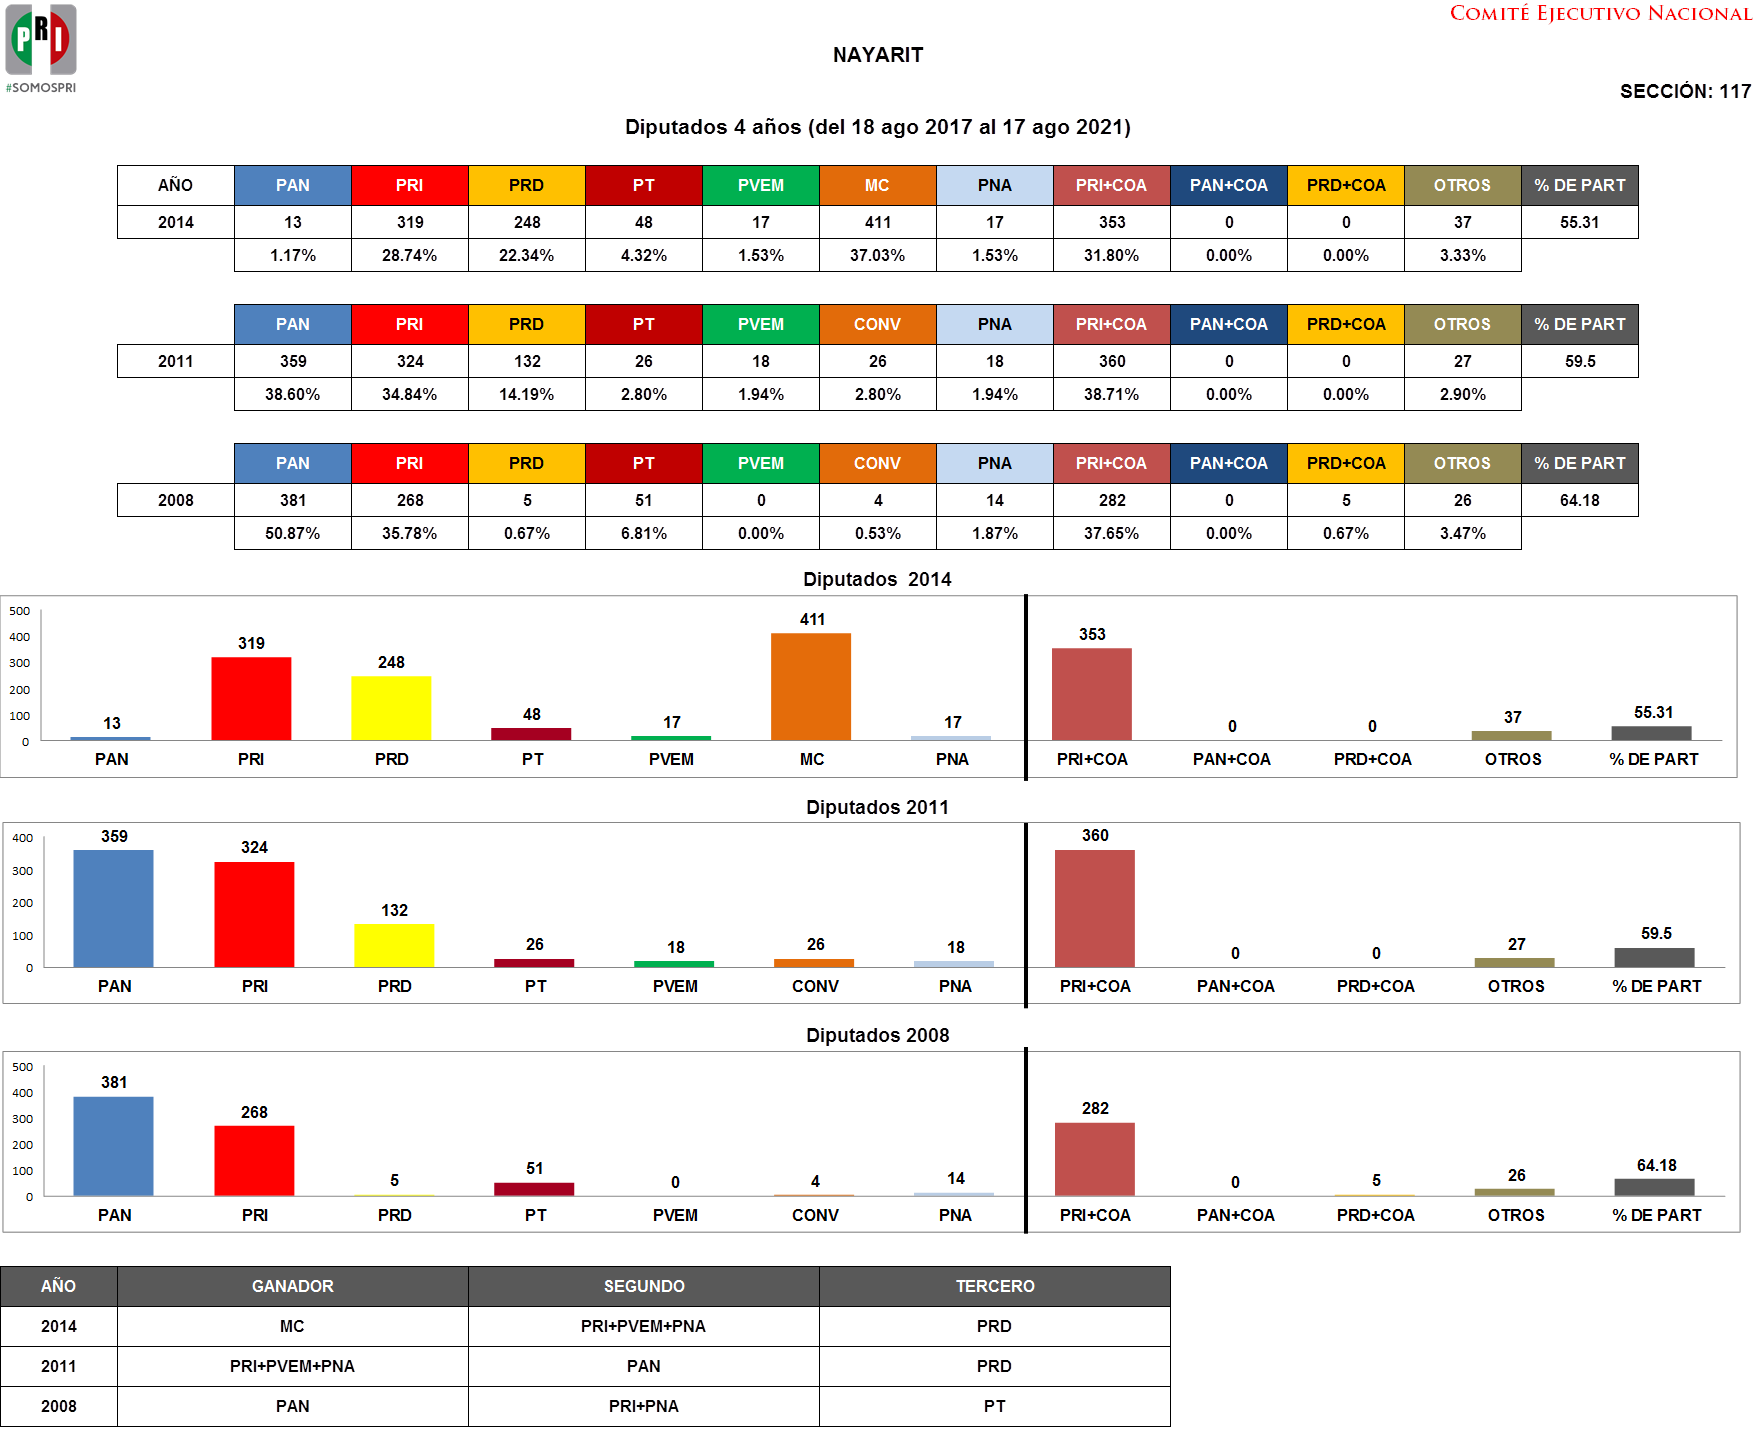 PRI
#SOMOSPRI
COMITÉ EJECUTIVO NACIONAL
NAYARIT
SECCIÓN: 117
Diputados 4 años (del 18 ago 2017 al 17 ago 2021)
AÑO PAN PRI PRD PT PVEM MC PNA PRI+COA PAN+COA PRD+COA OTROS % DE PART
2014 13 319 248 48 17 411 17 353 0 0 37 55.31
1.17% 28.74% 22.34% 4.32% 1.53% 37.03% 1.53% 31.80% 0.00% 0.00% 3.33%
PAN PRI PRD PT PVEM CONV PNA PRI+COA PAN+COA PRD+COA OTROS % DE PART
2011 359 324 132 26 18 26 18 360 0 0 27 59.5
38.60% 34.84% 14.19% 2.80% 1.94% 2.80% 1.94% 38.71% 0.00% 0.00% 2.90%
PAN PRI PRD PT PVEM CONV PNA PRI+COA PAN+COA PRD+COA OTROS % DE PART
2008 381 268 5 51 0 4 14 282 0 5 26 64.18
50.87% 35.78% 0.67% 6.81% 0.00% 0.53% 1.87% 37.65% 0.00% 0.67% 3.47%
Diputados 2014
500
400
300
200
100
0
13 319 248 48 17 411 17 353 0 0 37 55.31
PAN PRI PRD PT PVEM MC PNA PRI+COA PAN+COA PRD+COA OTROS % DE PART
Diputados 2011
400
300
200
100
0
359 324 132 26 18 26 18 360 0 0 27 59.5
PAN PRI PRD PT PVEM CONV PNA PRI+COA PAN+COA PRD+COA OTROS % DE PART
Diputados 2008
500
400
300
200
100
0
381 268 5 51 0 4 14 282 0 5 26 64.18
PAN PRI PRD PT PVEM CONV PNA PRI+COA PAN+COA PRD+COA OTROS % DE PART
AÑO GANADOR SEGUNDO TERCERO
2014 MC PRI+PVEM+PNA PRD
2011 PRI+PVEM+PNA PAN PRD
2008 PAN PRI+PNA PT